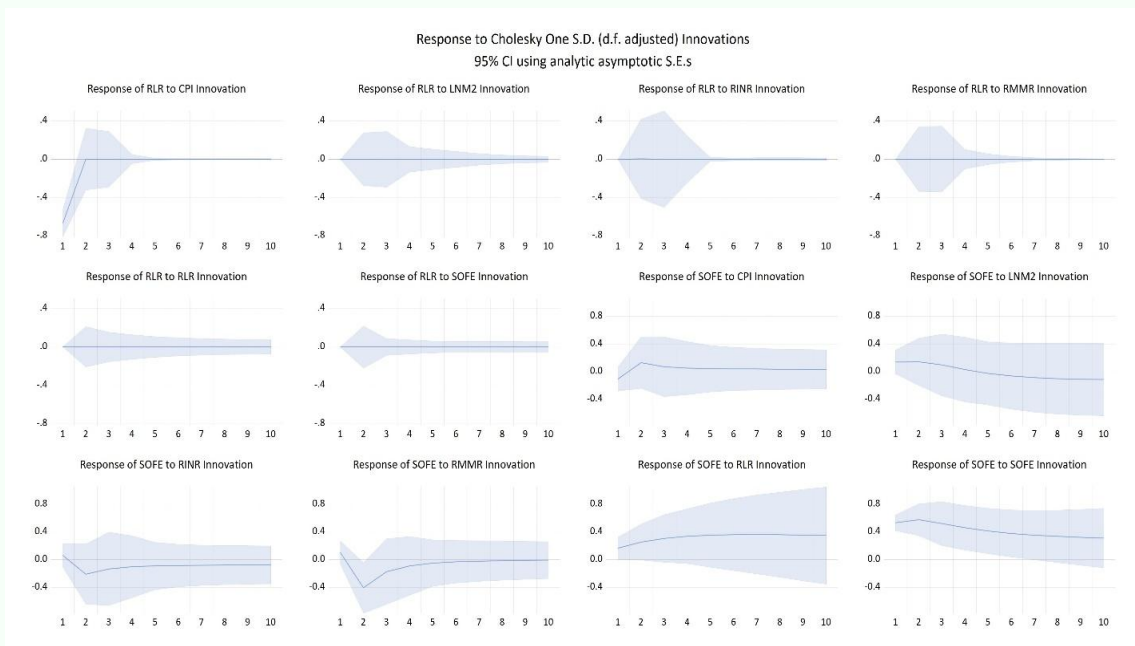 Response to Cholesky One S.D. (d.f. adjusted) Innovations
95% CI using analytic asymptotic S.E.s
Response of RLR to CPI Innovation
.4
.0
-.4
-.8
1 2 3 4 5 6 7 8 9 10
Response of RLR to LNM2 Innovation
.4
.0
-.4
-.8
1 2 3 4 5 6 7 8 9 10
Response of RLR to RINR Innovation
.4
.0
-.4
-.8
1 2 3 4 5 6 7 8 9 10
Response of RLR to RMMR Innovation
.4
.0
-.4
-.8
1 2 3 4 5 6 7 8 9 10
Response of RLR to RLR Innovation
.4
.0
-.4
-.8
1 2 3 4 5 6 7 8 9 10
Response of RLR to SOFE Innovation
.4
.0
-.4
-.8
1 2 3 4 5 6 7 8 9 10
Response of SOFE to CPI Innovation
0.8
0.4
0.0
-0.4
1 2 3 4 5 6 7 8 9 10
Response of SOFE to LNM2 Innovation
0.8
0.4
0.0
-0.4
1 2 3 4 5 6 7 8 9 10
Response of SOFE to RINR Innovation
0.8
0.4
0.0
-0.4
1 2 3 4 5 6 7 8 9 10
Response of SOFE to RMMR Innovation
0.8
0.4
0.0
-0.4
1 2 3 4 5 6 7 8 9 10
Response of SOFE to RLR Innovation
0.8
0.4
0.0
-0.4
1 2 3 4 5 6 7 8 9 10
Response of SOFE to SOFE Innovation
0.8
0.4
0.0
-0.4
1 2 3 4 5 6 7 8 9 10